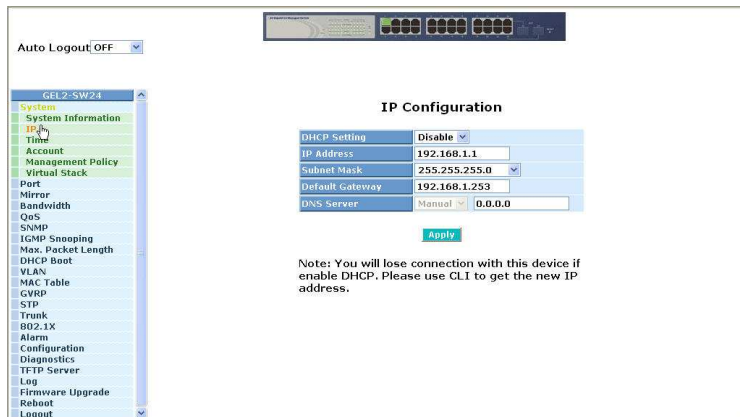 Auto Logout OFF
GEL2-SW24
System
System Information
IP
Time
Account
Management Policy
Virtual Stack
Port
Mirror
Bandwidth
QoS
SNMP
IGMP Snooping
Max. Packet Length
DHCP Boot
VLAN
MAC Table
GVRP
STP
Trunk
802.1X
Alarm
Configuration
Diagnostics
TFTP Server
Log
Firmware Upgrade
Reboot
Logout
IP Configuration
DHCP Setting Disable
IP Address 192.168.1.1
Subnet Mask 255.255.255.0
Default Gateway 192.168.1.253
DNS Server Manual 0.0.0.0
Apply
Note: You will lose connection with this device if
enable DHCP. Please use CLI to get the new IP
address.